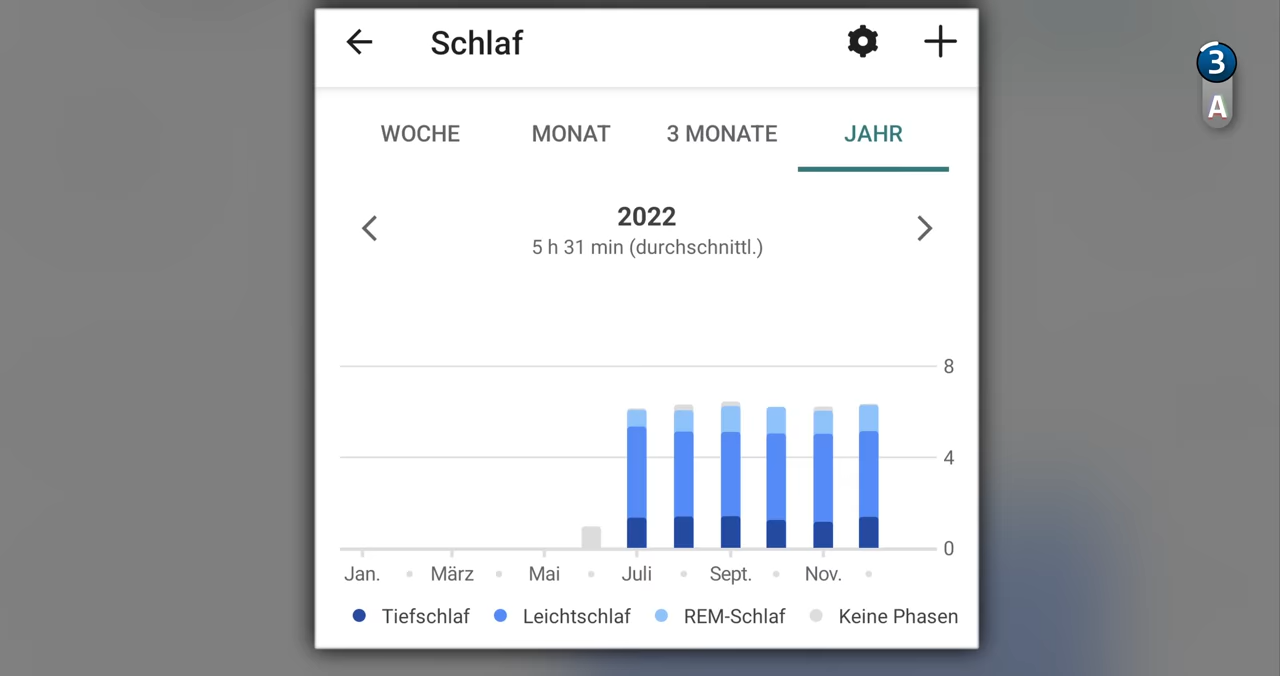 Schlaf
3
A
WOCHE MONAT 3 MONATE JAHR
2022
5 h 31 min (durchschnittl.)
8
4
0
Jan. März Mai Juli Sept. Nov.
Tiefschlaf Leichtschlaf REM-Schlaf Keine Phasen